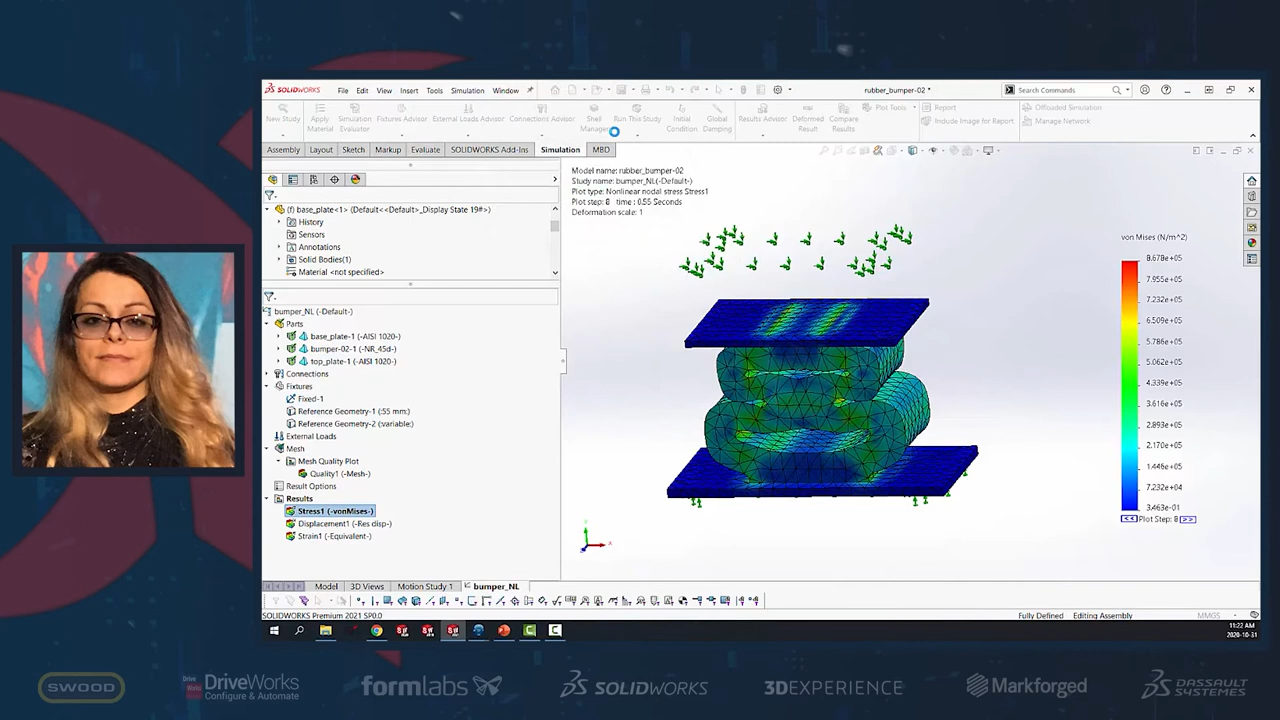 SOLIDWORKS File Edit View Insert Tools Simulation Window rubber_bumper-02 * Search Commands
New Study Apply Material Simulation Evaluator Fixtures Advisor External Loads Advisor Connections Advisor Shell Manager Run This Study Initial Condition Global Damping Results Advisor Deformed Result Compare Results Plot Tools Report Include Image for Report Offloaded Simulation Manage Network
Assembly Layout Sketch Markup Evaluate SOLIDWORKS Add-Ins Simulation MBD
(f) base_plate<1> (Default<<Default>_Display State 19#>)
History
Sensors
Annotations
Solid Bodies(1)
Material <not specified>
bumper_NL (-Default-)
Parts
base_plate-1 (-AISI 1020-)
bumper-02-1 (-NR_45d-)
top_plate-1 (-AISI 1020-)
Connections
Fixtures
Fixed-1
Reference Geometry-1 (:55 mm:)
Reference Geometry-2 (:variable:)
External Loads
Mesh
Mesh Quality Plot
Quality1 (-Mesh-)
Result Options
Results
Stress1 (-vonMises-)
Displacement1 (-Res disp-)
Strain1 (-Equivalent-)
Model name: rubber_bumper-02
Study name: bumper_NL(-Default-)
Plot type: Nonlinear nodal stress Stress1
Plot step: 8 time : 0.55 Seconds
Deformation scale: 1
von Mises (N/m^2)
8.678e+05
7.955e+05
7.232e+05
6.509e+05
5.786e+05
5.062e+05
4.339e+05
3.616e+05
2.893e+05
2.170e+05
1.446e+05
7.232e+04
3.463e-01
<< Plot Step: 8 >>
Model 3D Views Motion Study 1 bumper_NL
SOLIDWORKS Premium 2021 SP0.0 Fully Defined Editing Assembly MMGS
11:22 AM
2020-10-31
SWOOD DriveWorks Configure & Automate formlabs SOLIDWORKS 3DEXPERIENCE Markforged DASSAULT SYSTEMES